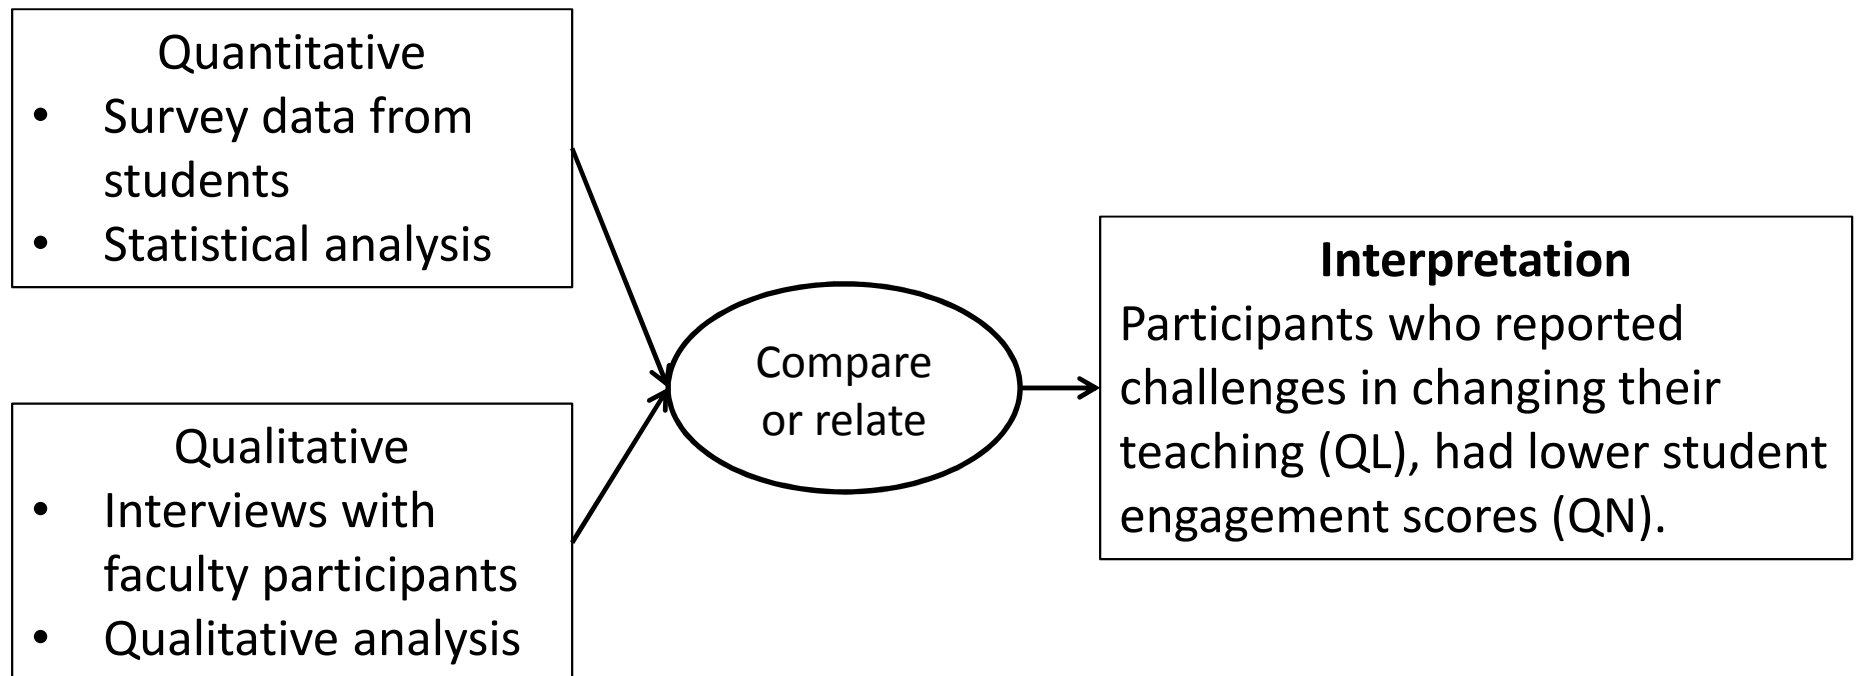 Quantitative
• Survey data from
students
• Statistical analysis
Qualitative
• Interviews with
faculty participants
• Qualitative analysis
Compare
or relate
Interpretation
Participants who reported
challenges in changing their
teaching (QL), had lower student
engagement scores (QN).